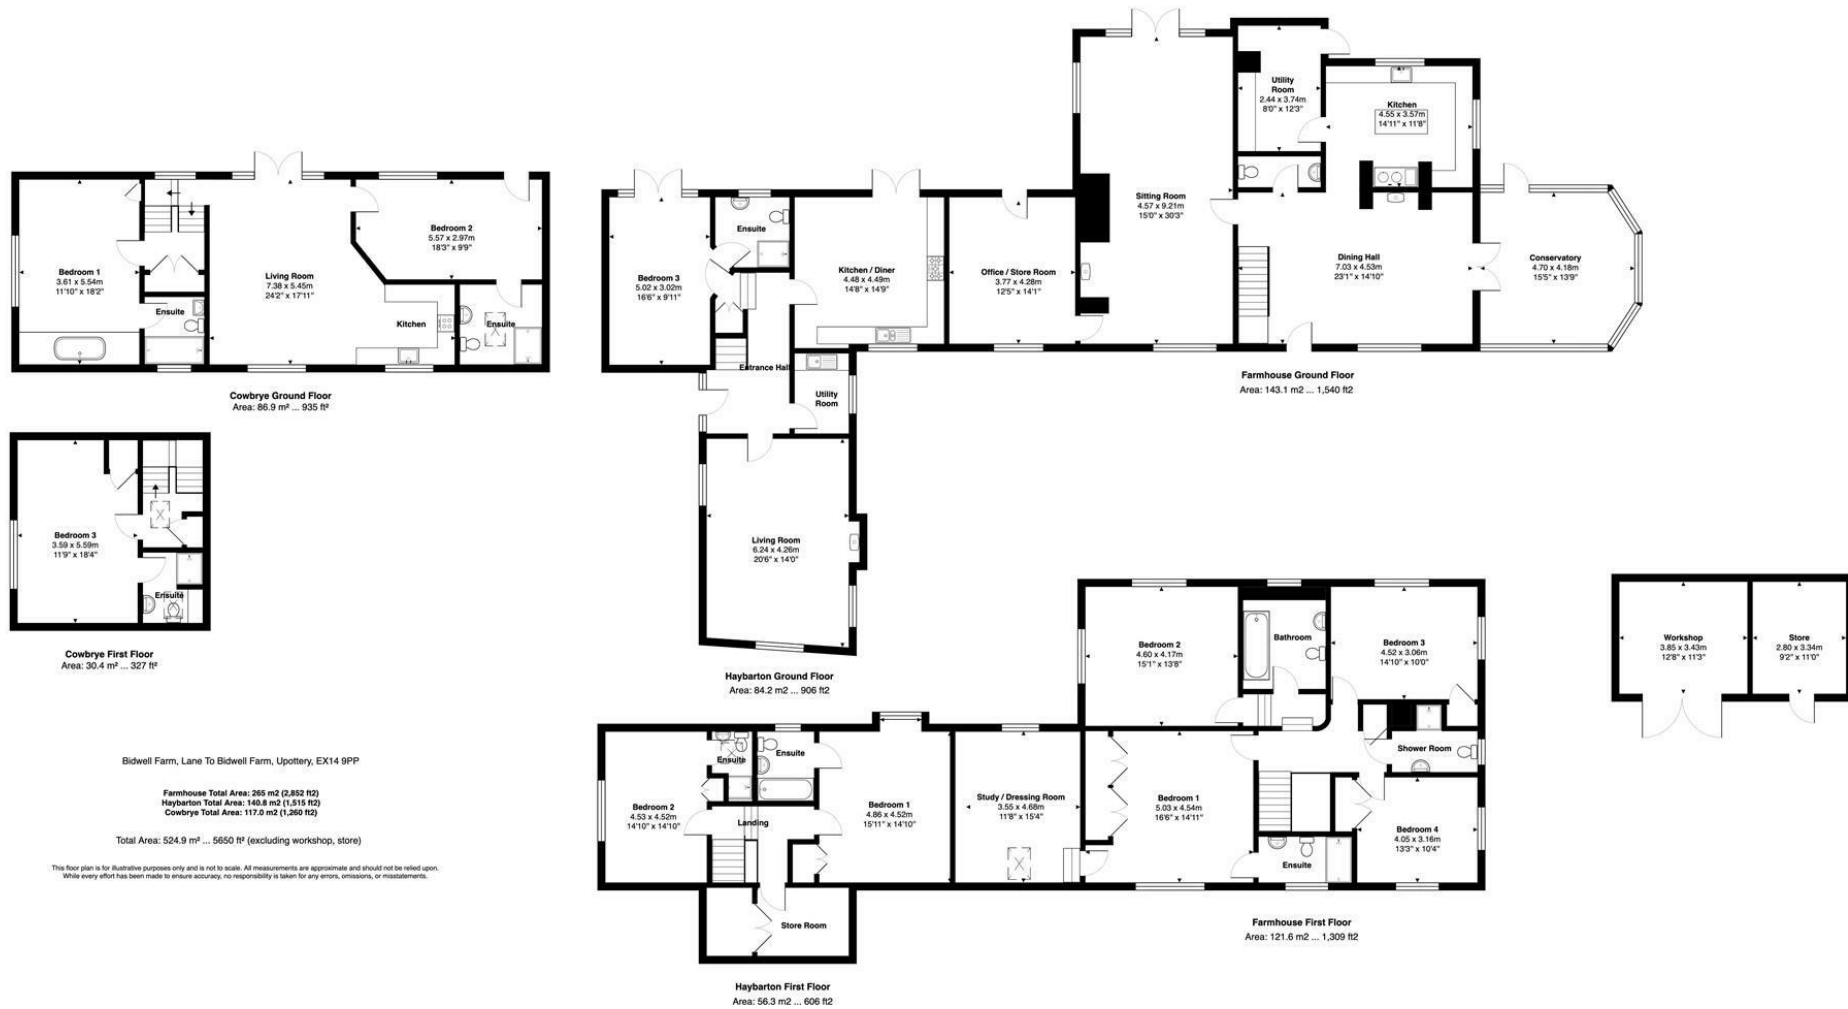 Utility
Room
2.44 x 3.74m
8'0" x 12'3"
Kitchen
4.55 x 3.57m
14'11" x 11'8"
Sitting Room
4.57 x 9.21m
15'0" x 30'3"
Dining Hall
7.03 x 4.53m
23'1" x 14'10"
Conservatory
4.70 x 4.18m
15'5" x 13'9"
Office / Store Room
3.77 x 4.28m
12'5" x 14'1"
Farmhouse Ground Floor
Area: 143.1 m2 ... 1,540 ft2
Bedroom 1
3.61 x 5.54m
11'10" x 18'2"
Ensuite
Living Room
7.38 x 5.45m
24'2" x 17'11"
Bedroom 2
5.57 x 2.97m
18'3" x 9'9"
Kitchen
Ensuite
Cowbrye Ground Floor
Area: 86.9 m² ... 935 ft²
Bedroom 3
5.02 x 3.02m
16'6" x 9'11"
Ensuite
Kitchen / Diner
4.48 x 4.49m
14'8" x 14'9"
Entrance Hall
Utility
Room
Living Room
6.24 x 4.26m
20'6" x 14'0"
Haybarton Ground Floor
Area: 84.2 m2 ... 906 ft2
Bedroom 3
3.59 x 5.59m
11'9" x 18'4"
Ensuite
Cowbrye First Floor
Area: 30.4 m² ... 327 ft²
Bedroom 2
4.60 x 4.17m
15'1" x 13'8"
Bathroom
Bedroom 3
4.52 x 3.06m
14'10" x 10'0"
Shower Room
Study / Dressing Room
3.55 x 4.68m
11'8" x 15'4"
Bedroom 1
5.03 x 4.54m
16'6" x 14'11"
Ensuite
Bedroom 4
4.05 x 3.16m
13'3" x 10'4"
Farmhouse First Floor
Area: 121.6 m2 ... 1,309 ft2
Workshop
3.85 x 3.43m
12'8" x 11'3"
Store
2.80 x 3.34m
9'2" x 11'0"
Bedroom 2
4.53 x 4.52m
14'10" x 14'10"
Ensuite
Ensuite
Landing
Bedroom 1
4.86 x 4.52m
15'11" x 14'10"
Store Room
Haybarton First Floor
Area: 56.3 m2 ... 606 ft2
Bidwell Farm, Lane To Bidwell Farm, Upottery, EX14 9PP
Farmhouse Total Area: 265 m2 (2,852 ft2)
Haybarton Total Area: 140.8 m2 (1,515 ft2)
Cowbrye Total Area: 117.0 m2 (1,260 ft2)
Total Area: 524.9 m² ... 5650 ft² (excluding workshop, store)
This floor plan is for illustrative purposes only and is not to scale. All measurements are approximate and should not be relied upon.
While every effort has been made to ensure accuracy, no responsibility is taken for any errors, omissions, or misstatements.